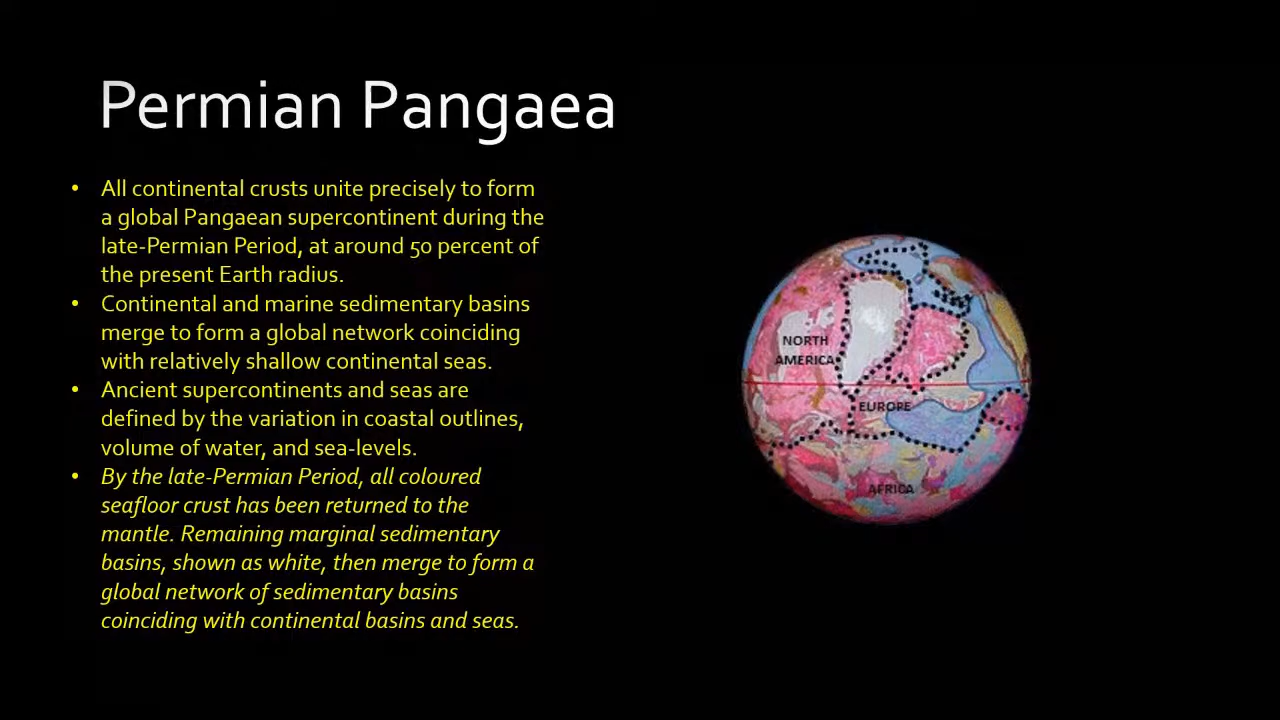 Permian Pangaea
• All continental crusts unite precisely to form
a global Pangaean supercontinent during the
late-Permian Period, at around 50 percent of
the present Earth radius.
• Continental and marine sedimentary basins
merge to form a global network coinciding
with relatively shallow continental seas.
• Ancient supercontinents and seas are
defined by the variation in coastal outlines,
volume of water, and sea-levels.
• By the late-Permian Period, all coloured
seafloor crust has been returned to the
mantle. Remaining marginal sedimentary
basins, shown as white, then merge to form a
global network of sedimentary basins
coinciding with continental basins and seas.
NORTH
AMERICA
EUROPE
AFRICA